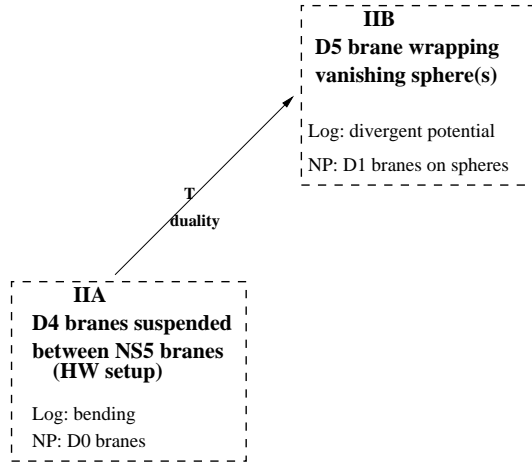 IIB
D5 brane wrapping
vanishing sphere(s)
Log: divergent potential
NP: D1 branes on spheres
T
duality
IIA
D4 branes suspended
between NS5 branes
(HW setup)
Log: bending
NP: D0 branes